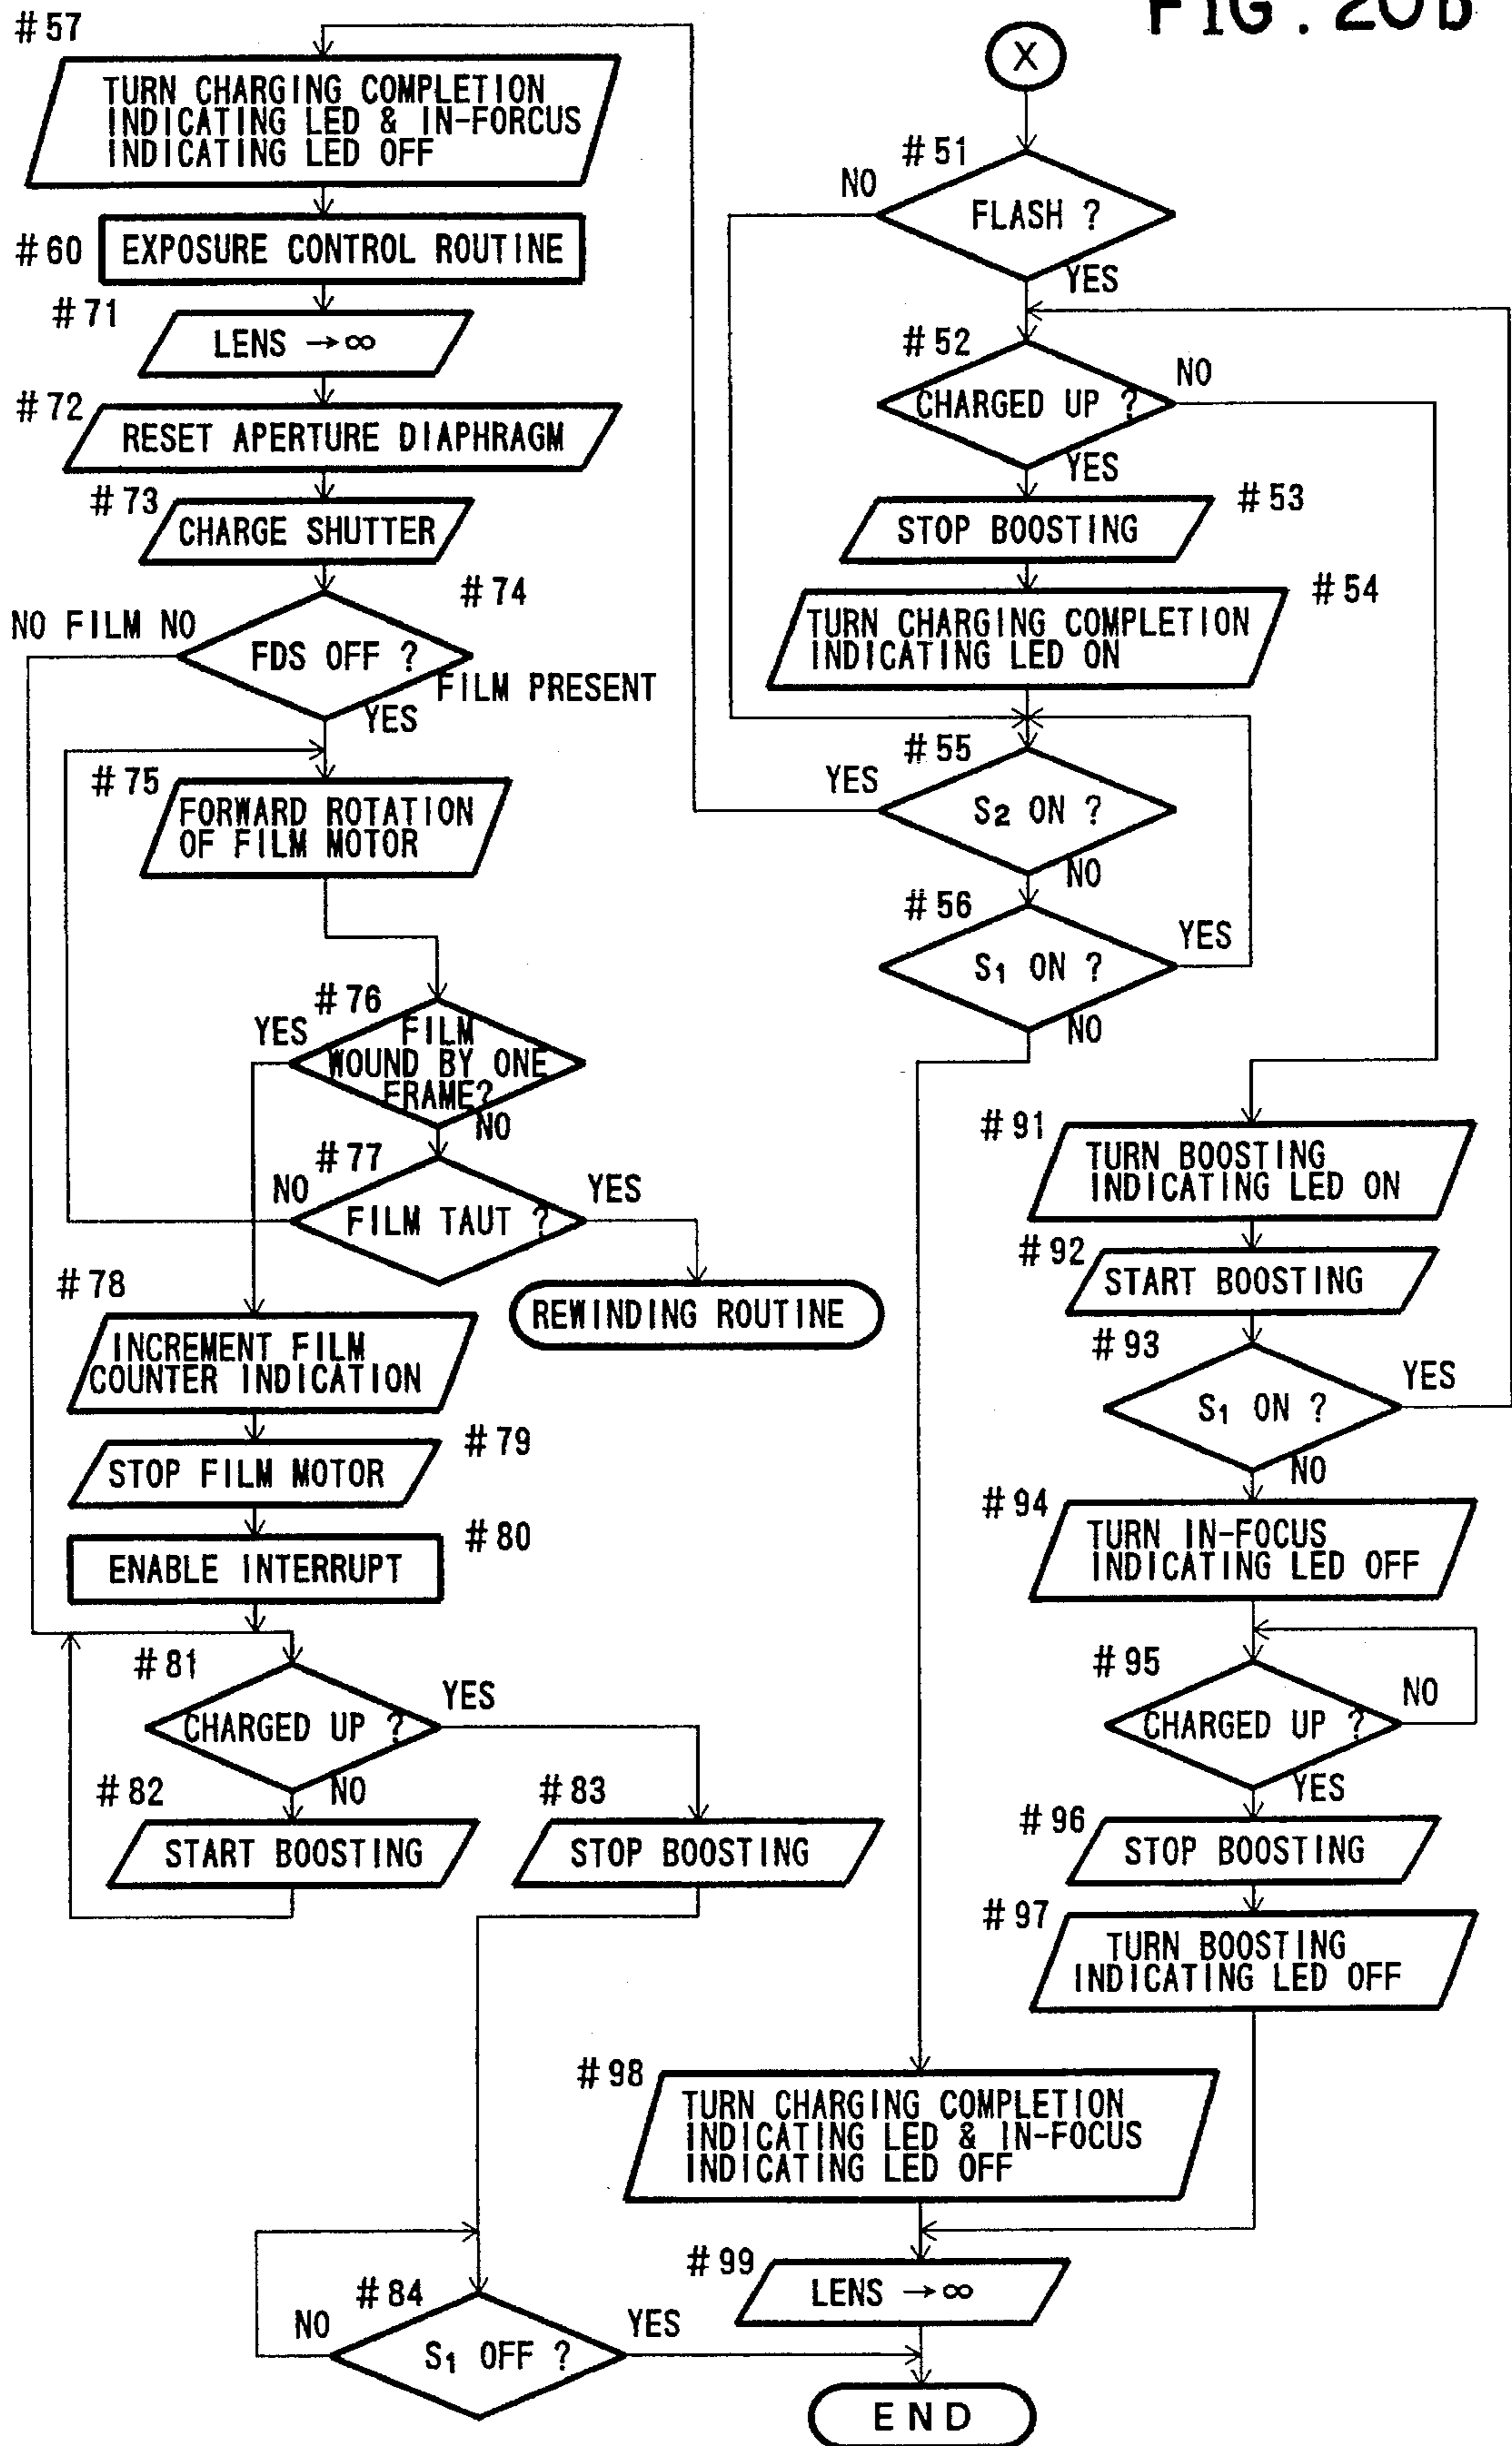 FIG. 20b
#57
TURN CHARGING COMPLETION
INDICATING LED & IN-FORCUS
INDICATING LED OFF
#60
EXPOSURE CONTROL ROUTINE
#71
LENS →∞
#72
RESET APERTURE DIAPHRAGM
#73
CHARGE SHUTTER
#74
NO FILM NO
FDS OFF ?
FILM PRESENT
YES
#75
FORWARD ROTATION
OF FILM MOTOR
#76
YES
FILM
WOUND BY ONE
FRAME?
NO
#77
NO
YES
FILM TAUT ?
REWINDING ROUTINE
#78
INCREMENT FILM
COUNTER INDICATION
#79
STOP FILM MOTOR
#80
ENABLE INTERRUPT
#81
YES
CHARGED UP ?
NO
#82
START BOOSTING
#83
STOP BOOSTING
#84
NO
YES
S1 OFF ?
X
#51
NO
FLASH ?
YES
#52
NO
CHARGED UP ?
YES
#53
STOP BOOSTING
#54
TURN CHARGING COMPLETION
INDICATING LED ON
#55
YES
S2 ON ?
NO
#56
YES
S1 ON ?
NO
#91
TURN BOOSTING
INDICATING LED ON
#92
START BOOSTING
#93
YES
S1 ON ?
NO
#94
TURN IN-FOCUS
INDICATING LED OFF
#95
NO
CHARGED UP ?
YES
#96
STOP BOOSTING
#97
TURN BOOSTING
INDICATING LED OFF
#98
TURN CHARGING COMPLETION
INDICATING LED & IN-FOCUS
INDICATING LED OFF
#99
LENS →∞
END